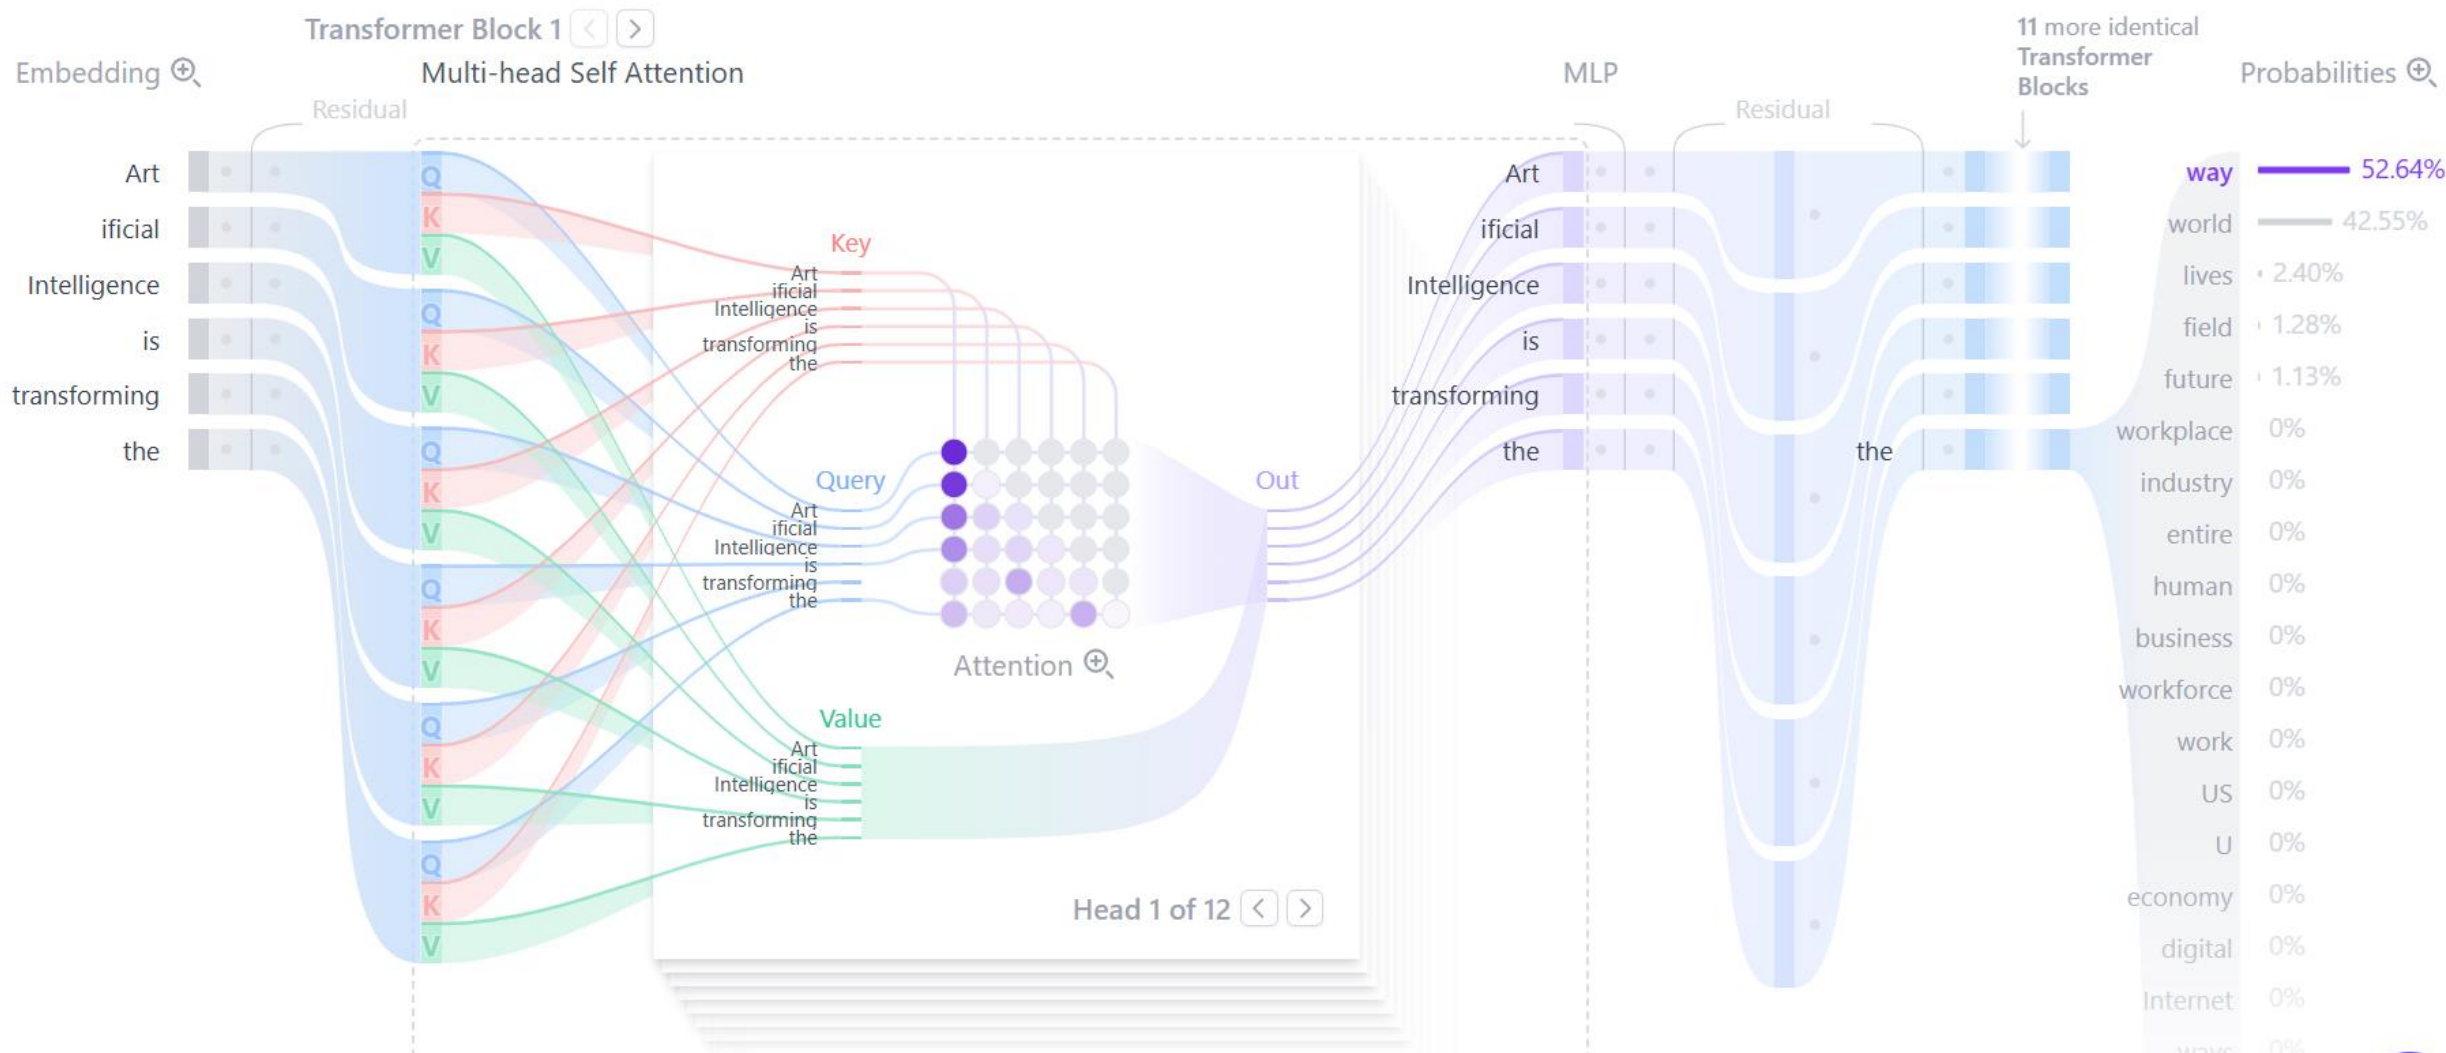 Transformer Block 1
11 more identical
Transformer
Blocks
Embedding
Multi-head Self Attention
MLP
Probabilities
Residual
Residual
Art
ificial
Intelligence
is
transforming
the
Q
K
V
Q
K
V
Q
K
V
Q
K
V
Q
K
V
Q
K
V
Key
Art
ificial
Intelligence
is
transforming
the
Query
Art
ificial
Intelligence
is
transforming
the
Attention
Value
Art
ificial
Intelligence
is
transforming
the
Out
Head 1 of 12
Art
ificial
Intelligence
is
transforming
the
the
way 52.64%
world 42.55%
lives 2.40%
field 1.28%
future 1.13%
workplace 0%
industry 0%
entire 0%
human 0%
business 0%
workforce 0%
work 0%
US 0%
U 0%
economy 0%
digital 0%
Internet 0%
ways 0%